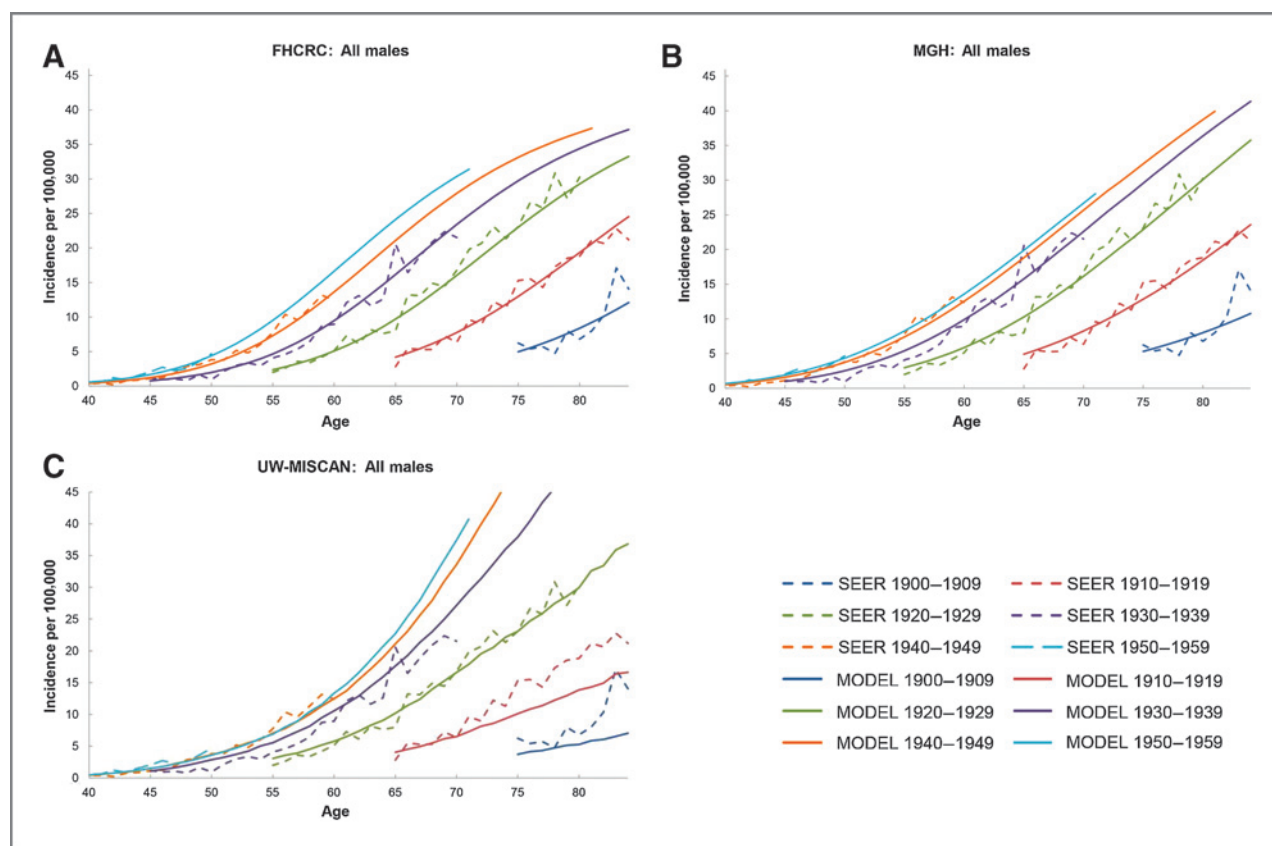 A
FHCRC: All males
45
40
35
30
25
20
15
10
5
0
Incidence per 100,000
40 45 50 55 60 65 70 75 80
Age
B
MGH: All males
45
40
35
30
25
20
15
10
5
0
Incidence per 100,000
40 45 50 55 60 65 70 75 80
Age
C
UW-MISCAN: All males
45
40
35
30
25
20
15
10
5
0
Incidence per 100,000
40 45 50 55 60 65 70 75 80
Age
SEER 1900–1909 SEER 1910–1919
SEER 1920–1929 SEER 1930–1939
SEER 1940–1949 SEER 1950–1959
MODEL 1900–1909 MODEL 1910–1919
MODEL 1920–1929 MODEL 1930–1939
MODEL 1940–1949 MODEL 1950–1959